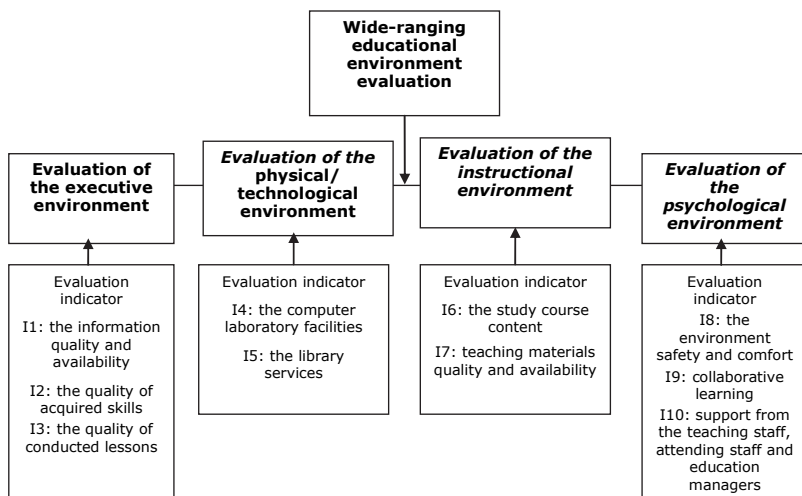 Wide-ranging
educational
environment
evaluation
Evaluation of
the executive
environment
Evaluation of the
physical/
technological
environment
Evaluation of the
instructional
environment
Evaluation of
the
psychological
environment
Evaluation
indicator
I1: the information
quality and
availability
I2: the quality of
acquired skills
I3: the quality of
conducted lessons
Evaluation indicator
I4: the computer
laboratory facilities
I5: the library
services
Evaluation indicator
I6: the study course
content
I7: teaching materials
quality and availability
Evaluation
indicator
I8: the
environment
safety and comfort
I9: collaborative
learning
I10: support from
the teaching staff,
attending staff and
education
managers